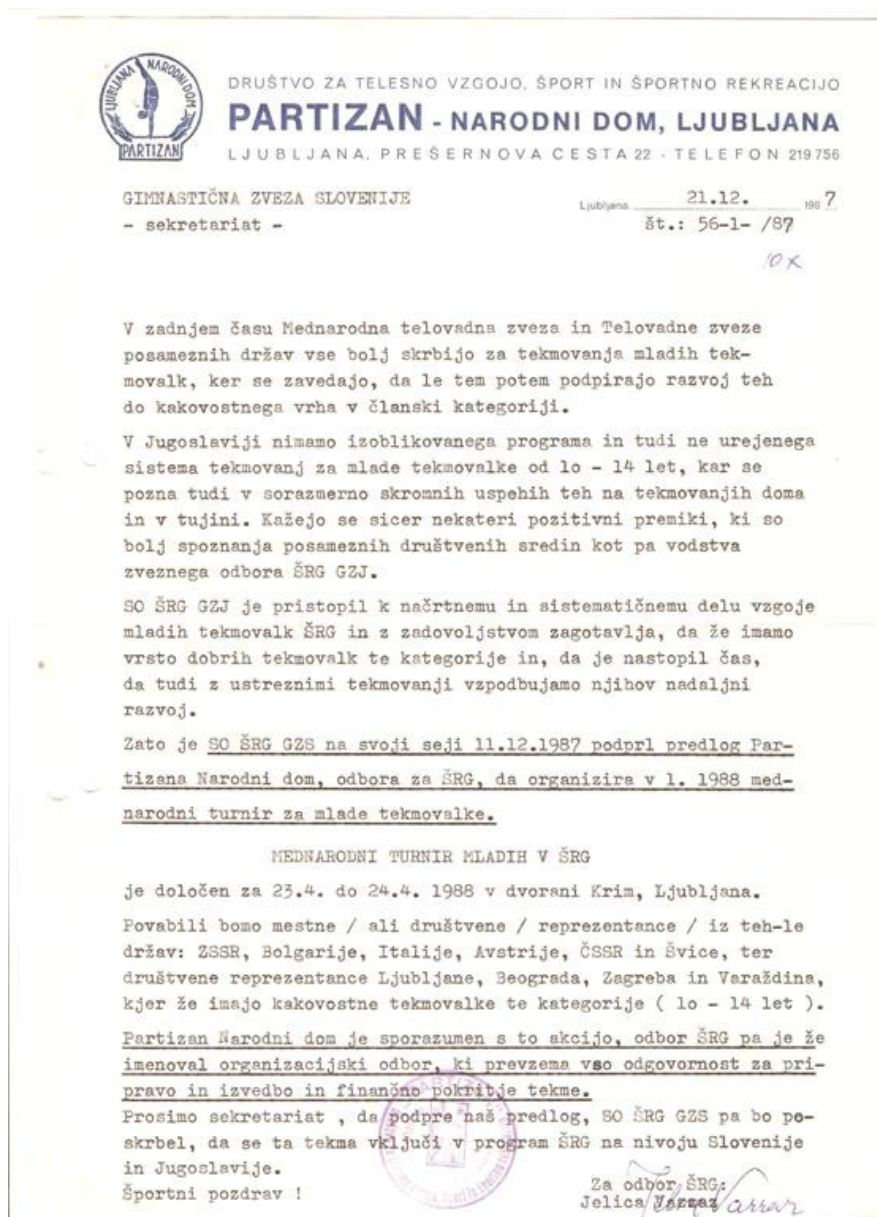 LJUBLJANA NARODNI DOM
PARTIZAN
DRUŠTVO ZA TELESNO VZGOJO, ŠPORT IN ŠPORTNO REKREACIJO
PARTIZAN - NARODNI DOM, LJUBLJANA
LJUBLJANA, PREŠERNOVA CESTA 22 - TELEFON 219 756
GIMNASTIČNA ZVEZA SLOVENIJE
- sekretariat -
Ljubljana 21.12. 1987
št.: 56-1- /87
10x
V zadnjem času Mednarodna telovadna zveza in Telovadne zveze
posameznih držav vse bolj skrbijo za tekmovanja mladih tek-
movalk, ker se zavedajo, da le tem potem podpirajo razvoj teh
do kakovostnega vrha v članski kategoriji.
V Jugoslaviji nimamo izoblikovanega programa in tudi ne urejenega
sistema tekmovanj za mlade tekmovalke od lo - 14 let, kar se
pozna tudi v sorazmerno skromnih uspehih teh na tekmovanjih doma
in v tujini. Kažejo se sicer nekateri pozitivni premiki, ki so
bolj spoznanja posameznih društvenih sredin kot pa vodstva
zveznega odbora ŠRG GZJ.
SO ŠRG GZJ je pristopil k načrtnemu in sistematičnemu delu vzgoje
mladih tekmovalk ŠRG in z zadovoljstvom zagotavlja, da že imamo
vrsto dobrih tekmovalk te kategorije in, da je nastopil čas,
da tudi z ustreznimi tekmovanji vzpodbujamo njihov nadaljni
razvoj.
Zato je SO ŠRG GZS na svoji seji 11.12.1987 podprl predlog Par-
tizana Narodni dom, odbora za ŠRG, da organizira v l. 1988 med-
narodni turnir za mlade tekmovalke.
MEDNARODNI TURNIR MLADIH V ŠRG
je določen za 23.4. do 24.4. 1988 v dvorani Krim, Ljubljana.
Povabili bomo mestne / ali društvene / reprezentance / iz teh-le
držav: ZSSR, Bolgarije, Italije, Avstrije, ČSSR in Švice, ter
društvene reprezentance Ljubljane, Beograda, Zagreba in Varaždina,
kjer že imajo kakovostne tekmovalke te kategorije ( lo - 14 let ).
Partizan Narodni dom je sporazumen s to akcijo, odbor ŠRG pa je že
imenoval organizacijski odbor, ki prevzema vso odgovornost za pri-
pravo in izvedbo in finančno pokritje tekme.
Prosimo sekretariat , da podpre naš predlog, SO ŠRG GZS pa bo po-
skrbel, da se ta tekma vključi v program ŠRG na nivoju Slovenije
in Jugoslavije.
Športni pozdrav !
Za odbor ŠRG:
Jelica Vazzaz